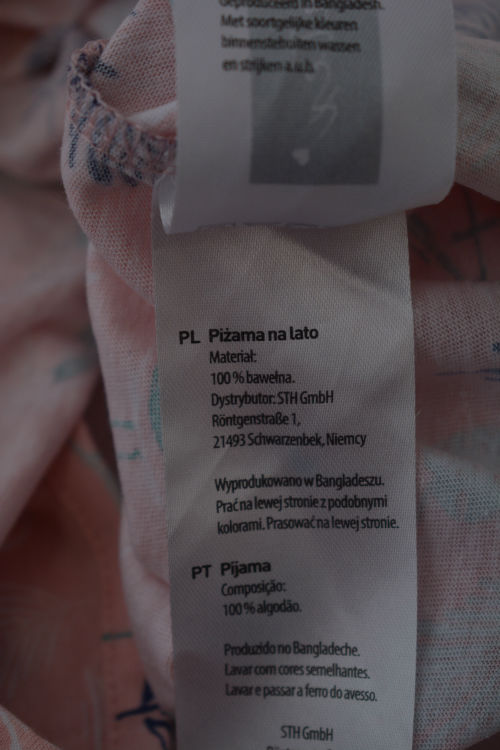 Geproduceerd in Bangladesh.
Met soortgelijke kleuren
binnenstebuiten wassen
en strijken a.u.b.
PL Piżama na lato
Materiał:
100 % bawełna.
Dystrybutor: STH GmbH
Röntgenstraße 1,
21493 Schwarzenbek, Niemcy
Wyprodukowano w Bangladeszu.
Prać na lewej stronie z podobnymi
kolorami. Prasować na lewej stronie.
PT Pijama
Composição:
100 % algodão.
Produzido no Bangladeche.
Lavar com cores semelhantes.
Lavar e passar a ferro do avesso.
STH GmbH